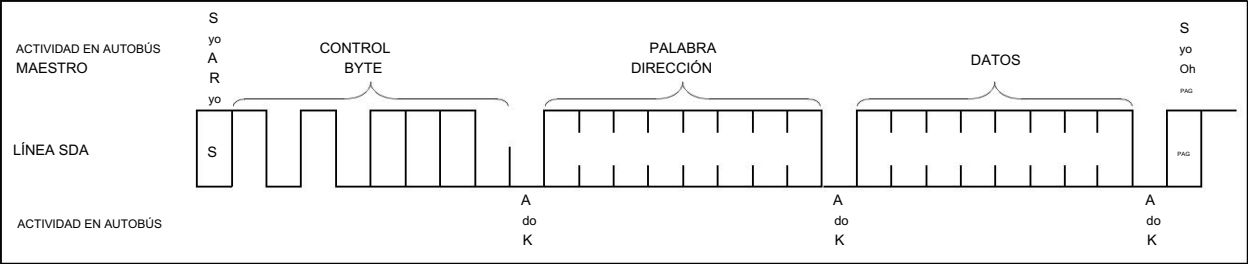 S
yo
A
R
yo
ACTIVIDAD EN AUTOBÚS
MAESTRO
CONTROL
BYTE
PALABRA
DIRECCIÓN
DATOS
S
yo
Oh
PAG
LÍNEA SDA
S
PAG
ACTIVIDAD EN AUTOBÚS
A
do
K
A
do
K
A
do
K